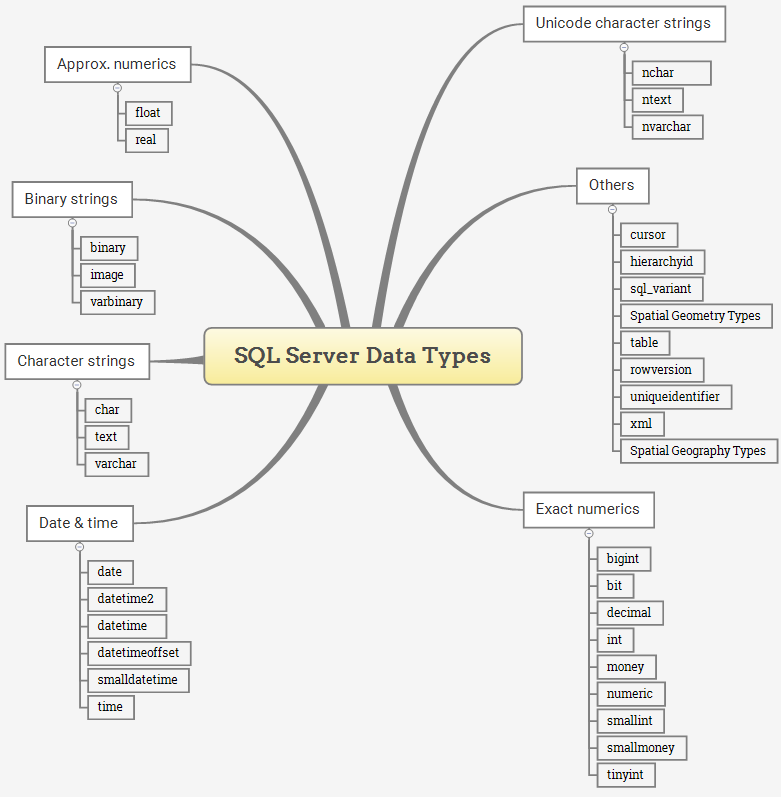 SQL Server Data Types
Approx. numerics
float
real
Binary strings
binary
image
varbinary
Character strings
char
text
varchar
Date & time
date
datetime2
datetime
datetimeoffset
smalldatetime
time
Unicode character strings
nchar
ntext
nvarchar
Others
cursor
hierarchyid
sql_variant
Spatial Geometry Types
table
rowversion
uniqueidentifier
xml
Spatial Geography Types
Exact numerics
bigint
bit
decimal
int
money
numeric
smallint
smallmoney
tinyint